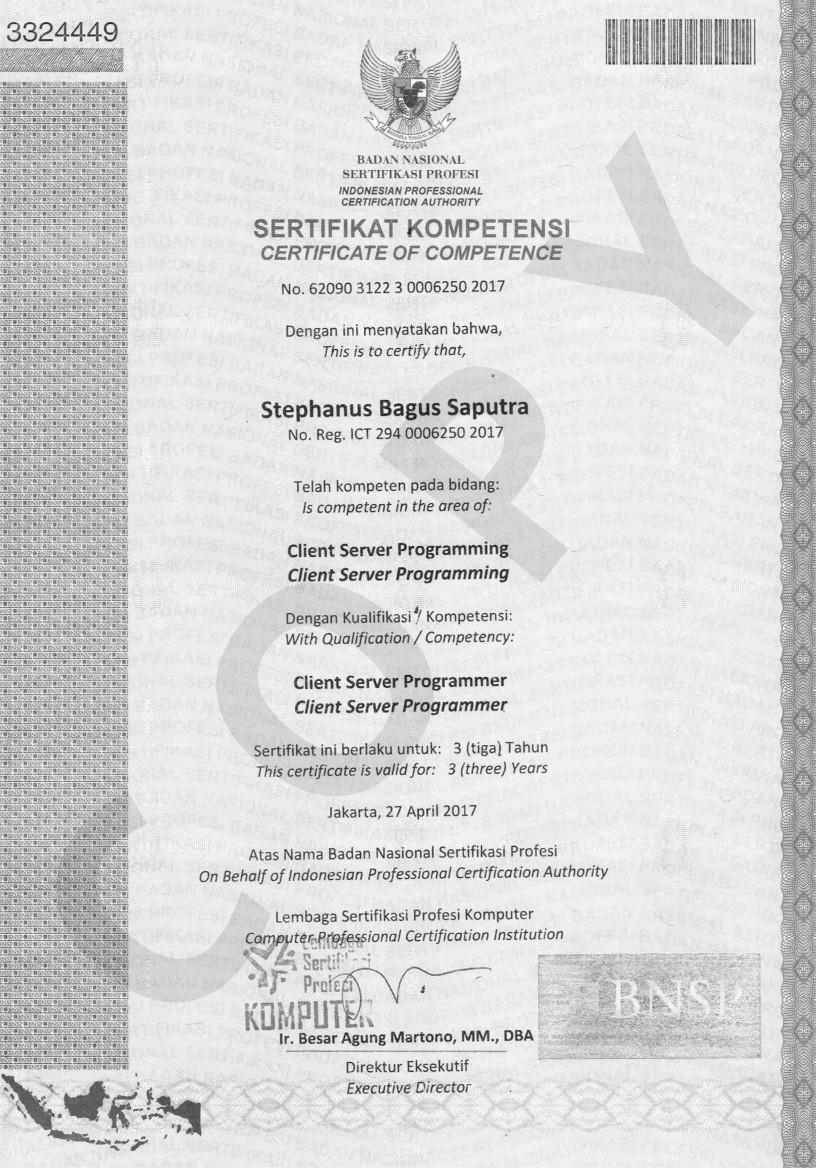 3324449
BADAN NASIONAL
SERTIFIKASI PROFESI
INDONESIAN PROFESSIONAL
CERTIFICATION AUTHORITY
SERTIFIKAT KOMPETENSI
CERTIFICATE OF COMPETENCE
No. 62090 3122 3 0006250 2017
Dengan ini menyatakan bahwa,
This is to certify that,
Stephanus Bagus Saputra
No. Reg. ICT 294 0006250 2017
Telah kompeten pada bidang:
Is competent in the area of:
Client Server Programming
Client Server Programming
Dengan Kualifikasi / Kompetensi:
With Qualification / Competency:
Client Server Programmer
Client Server Programmer
Sertifikat ini berlaku untuk: 3 (tiga) Tahun
This certificate is valid for: 3 (three) Years
Jakarta, 27 April 2017
Atas Nama Badan Nasional Sertifikasi Profesi
On Behalf of Indonesian Professional Certification Authority
Lembaga Sertifikasi Profesi Komputer
Computer Professional Certification Institution
Lembaga
Profesi
KOMPUTER
BNSP
Ir. Besar Agung Martono, MM., DBA
Direktur Eksekutif
Executive Director
COPY